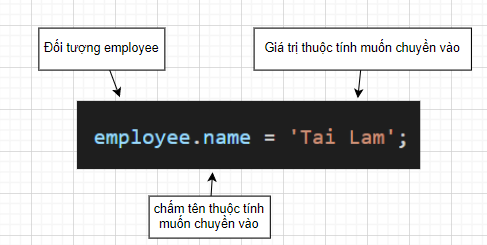 Đối tượng employee
Giá trị thuộc tính muốn chuyền vào
employee.name = 'Tai Lam';
chấm tên thuộc tính
muốn chuyền vào